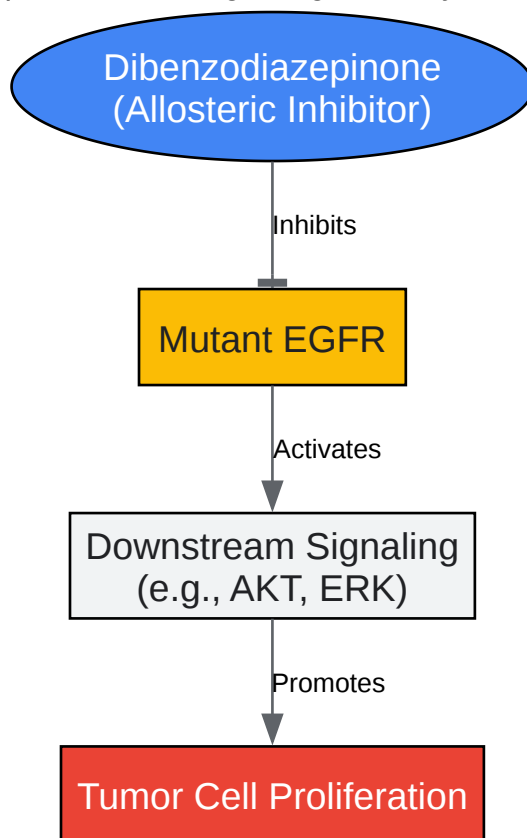 Dibenzodiazepinone
(Allosteric Inhibitor)
Inhibits
Mutant EGFR
Activates
Downstream Signaling
(e.g., AKT, ERK)
Promotes
Tumor Cell Proliferation